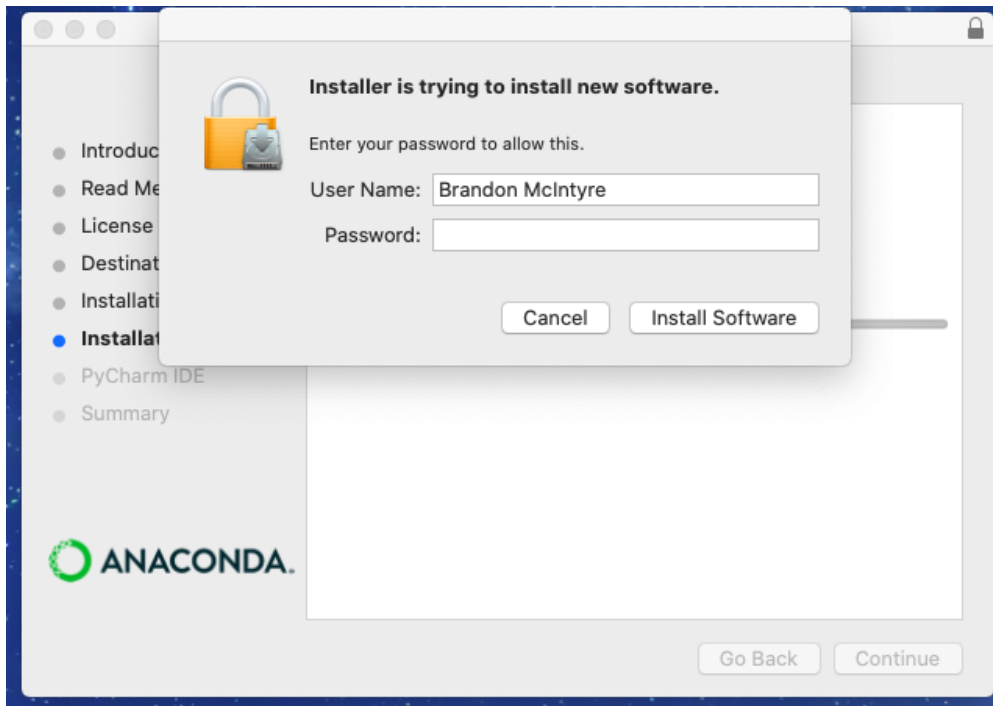 Installer is trying to install new software.
Enter your password to allow this.
User Name: Brandon McIntyre
Password:
Cancel Install Software
Introduc
Read Me
License
Destinat
Installati
Installat
PyCharm IDE
Summary
ANACONDA.
Go Back Continue